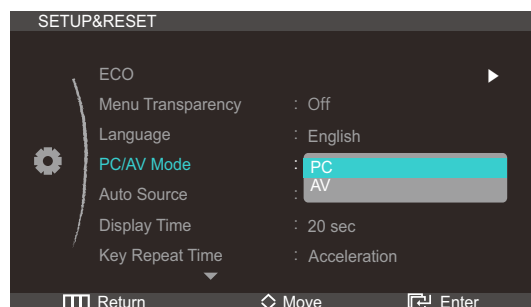 SETUP&RESET
ECO
Menu Transparency : Off
Language : English
PC/AV Mode : PC
AV
Auto Source :
Display Time : 20 sec
Key Repeat Time : Acceleration
Return Move Enter